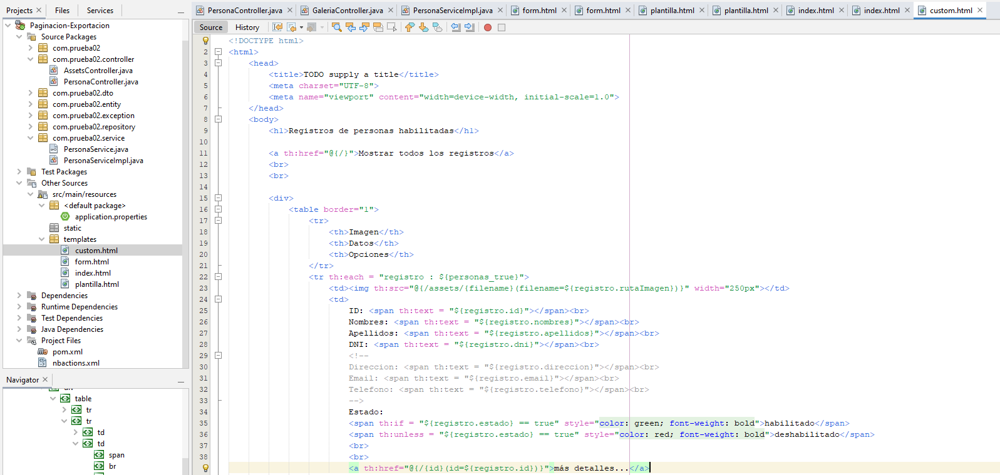 Projects
Files
Services
Paginacion-Exportacion
Source Packages
com.prueba02
com.prueba02.controller
AssetsController.java
PersonaController.java
com.prueba02.dto
com.prueba02.entity
com.prueba02.exception
com.prueba02.repository
com.prueba02.service
PersonaService.java
PersonaServiceImpl.java
Test Packages
Other Sources
src/main/resources
<default package>
application.properties
static
templates
custom.html
form.html
index.html
plantilla.html
Dependencies
Runtime Dependencies
Test Dependencies
Java Dependencies
Project Files
pom.xml
nbactions.xml
Navigator
div
table
tr
tr
td
td
span
br
PersonaController.java
GaleriaController.java
PersonaServiceImpl.java
form.html
form.html
plantilla.html
plantilla.html
index.html
index.html
custom.html
Source
History
<!DOCTYPE html>
2 <html>
3 <head>
4 <title>TODO supply a title</title>
5 <meta charset="UTF-8">
6 <meta name="viewport" content="width=device-width, initial-scale=1.0">
7 </head>
8 <body>
9 <h1>Registros de personas habilitadas</h1>
10
11 <a th:href="@{/}">Mostrar todos los registros</a>
12 <br>
13 <br>
14
15 <div>
16 <table border="1">
17 <tr>
18 <th>Imagen</th>
19 <th>Datos</th>
20 <th>Opciones</th>
21 </tr>
22 <tr th:each = "registro : ${personas_true}">
23 <td><img th:src="@{/assets/{filename}(filename=${registro.rutaImagen})}" width="250px"></td>
24 <td>
25 ID: <span th:text = "${registro.id}"></span><br>
26 Nombres: <span th:text = "${registro.nombres}"></span><br>
27 Apellidos: <span th:text = "${registro.apellidos}"></span><br>
28 DNI: <span th:text = "${registro.dni}"></span><br>
29 <!--
30 Direccion: <span th:text = "${registro.direccion}"></span><br>
31 Email: <span th:text = "${registro.email}"></span><br>
32 Telefono: <span th:text = "${registro.telefono}"></span><br>
33 -->
34 Estado:
35 <span th:if = "${registro.estado} == true" style="color: green; font-weight: bold">habilitado</span>
36 <span th:unless = "${registro.estado} == true" style="color: red; font-weight: bold">deshabilitado</span>
37 <br>
38 <br>
<a th:href="@{/{id}(id=${registro.id})}">más detalles...</a>